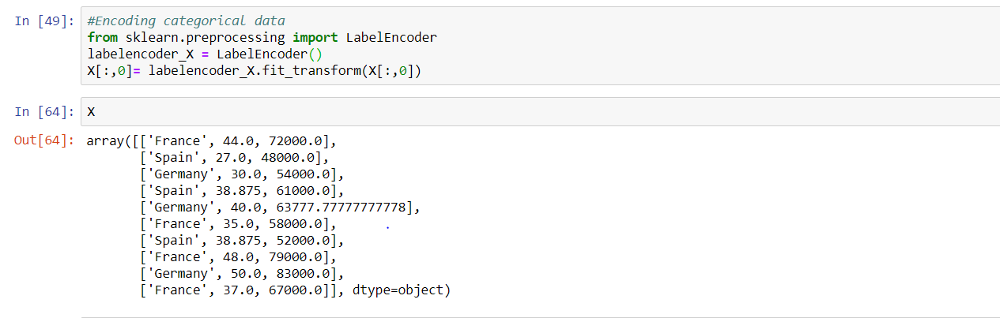 In [49]: #Encoding categorical data
from sklearn.preprocessing import LabelEncoder
labelencoder_X = LabelEncoder()
X[:,0]= labelencoder_X.fit_transform(X[:,0])
In [64]: X
Out[64]: array([['France', 44.0, 72000.0],
['Spain', 27.0, 48000.0],
['Germany', 30.0, 54000.0],
['Spain', 38.875, 61000.0],
['Germany', 40.0, 63777.77777777778],
['France', 35.0, 58000.0],
['Spain', 38.875, 52000.0],
['France', 48.0, 79000.0],
['Germany', 50.0, 83000.0],
['France', 37.0, 67000.0]], dtype=object)